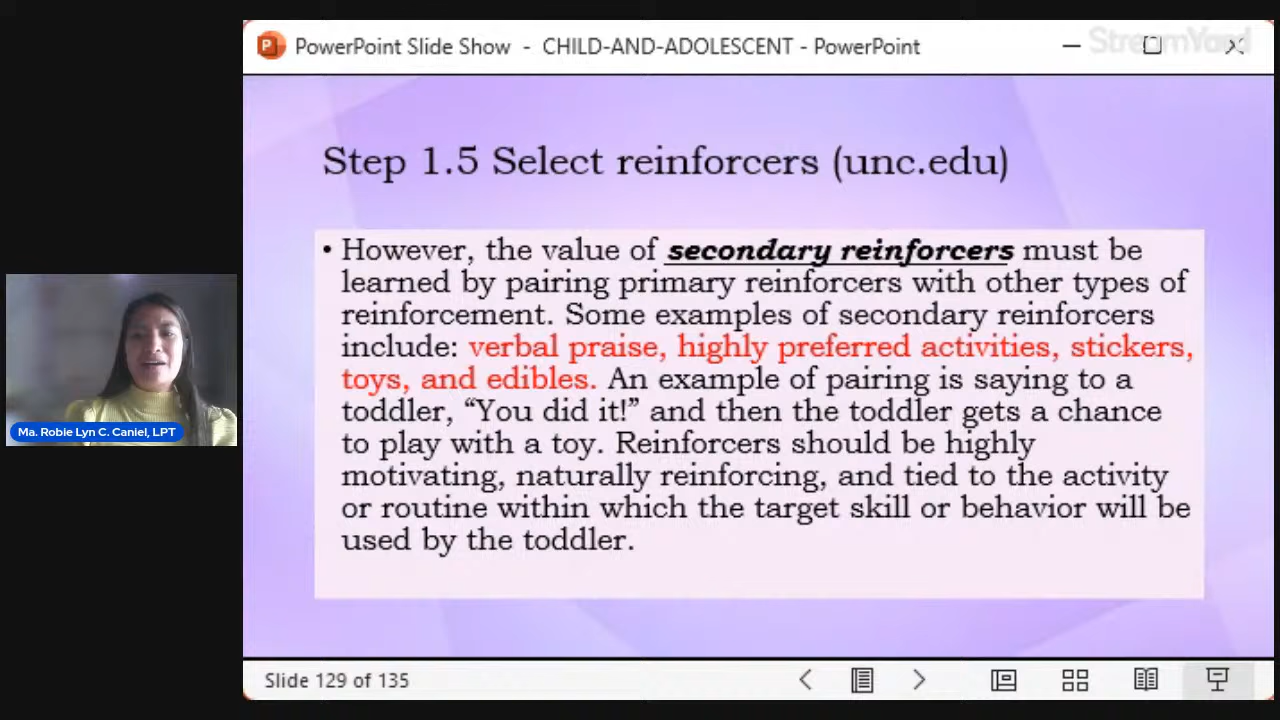 PowerPoint Slide Show - CHILD-AND-ADOLESCENT - PowerPoint
StreamYard
Step 1.5 Select reinforcers (unc.edu)
• However, the value of secondary reinforcers must be
learned by pairing primary reinforcers with other types of
reinforcement. Some examples of secondary reinforcers
include: verbal praise, highly preferred activities, stickers,
toys, and edibles. An example of pairing is saying to a
toddler, “You did it!” and then the toddler gets a chance
to play with a toy. Reinforcers should be highly
motivating, naturally reinforcing, and tied to the activity
or routine within which the target skill or behavior will be
used by the toddler.
Ma. Robie Lyn C. Caniel, LPT
Slide 129 of 135